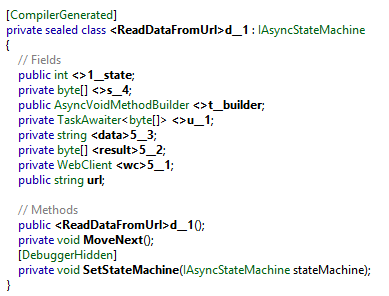 [CompilerGenerated]
private sealed class <ReadDataFromUrl>d__1 : IAsyncStateMachine
{
// Fields
public int <>1__state;
private byte[] <>s__4;
public AsyncVoidMethodBuilder <>t__builder;
private TaskAwaiter<byte[]> <>u__1;
private string <data>5__3;
private byte[] <result>5__2;
private WebClient <wc>5__1;
public string url;
// Methods
public <ReadDataFromUrl>d__1();
private void MoveNext();
[DebuggerHidden]
private void SetStateMachine(IAsyncStateMachine stateMachine);
}